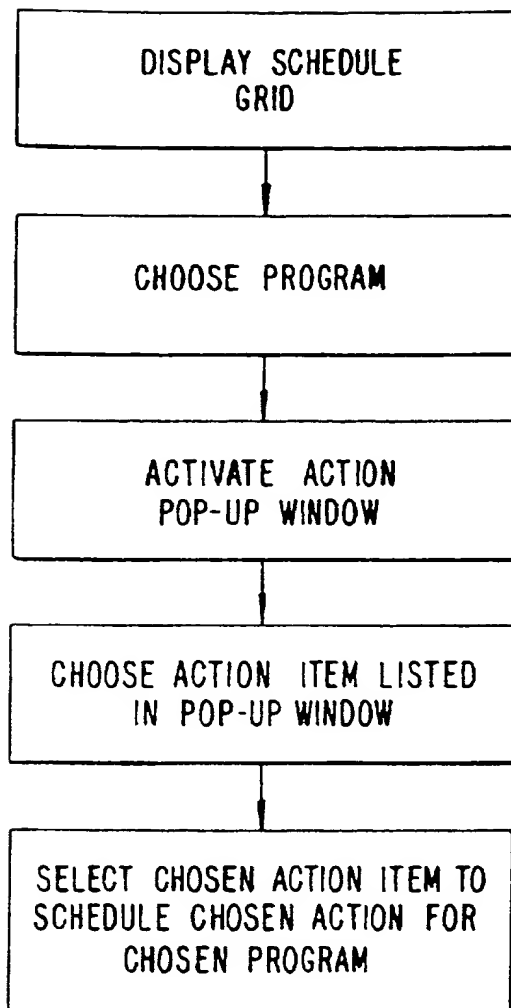 DISPLAY SCHEDULE
GRID
CHOOSE PROGRAM
ACTIVATE ACTION
POP-UP WINDOW
CHOOSE ACTION ITEM LISTED
IN POP-UP WINDOW
SELECT CHOSEN ACTION ITEM TO
SCHEDULE CHOSEN ACTION FOR
CHOSEN PROGRAM